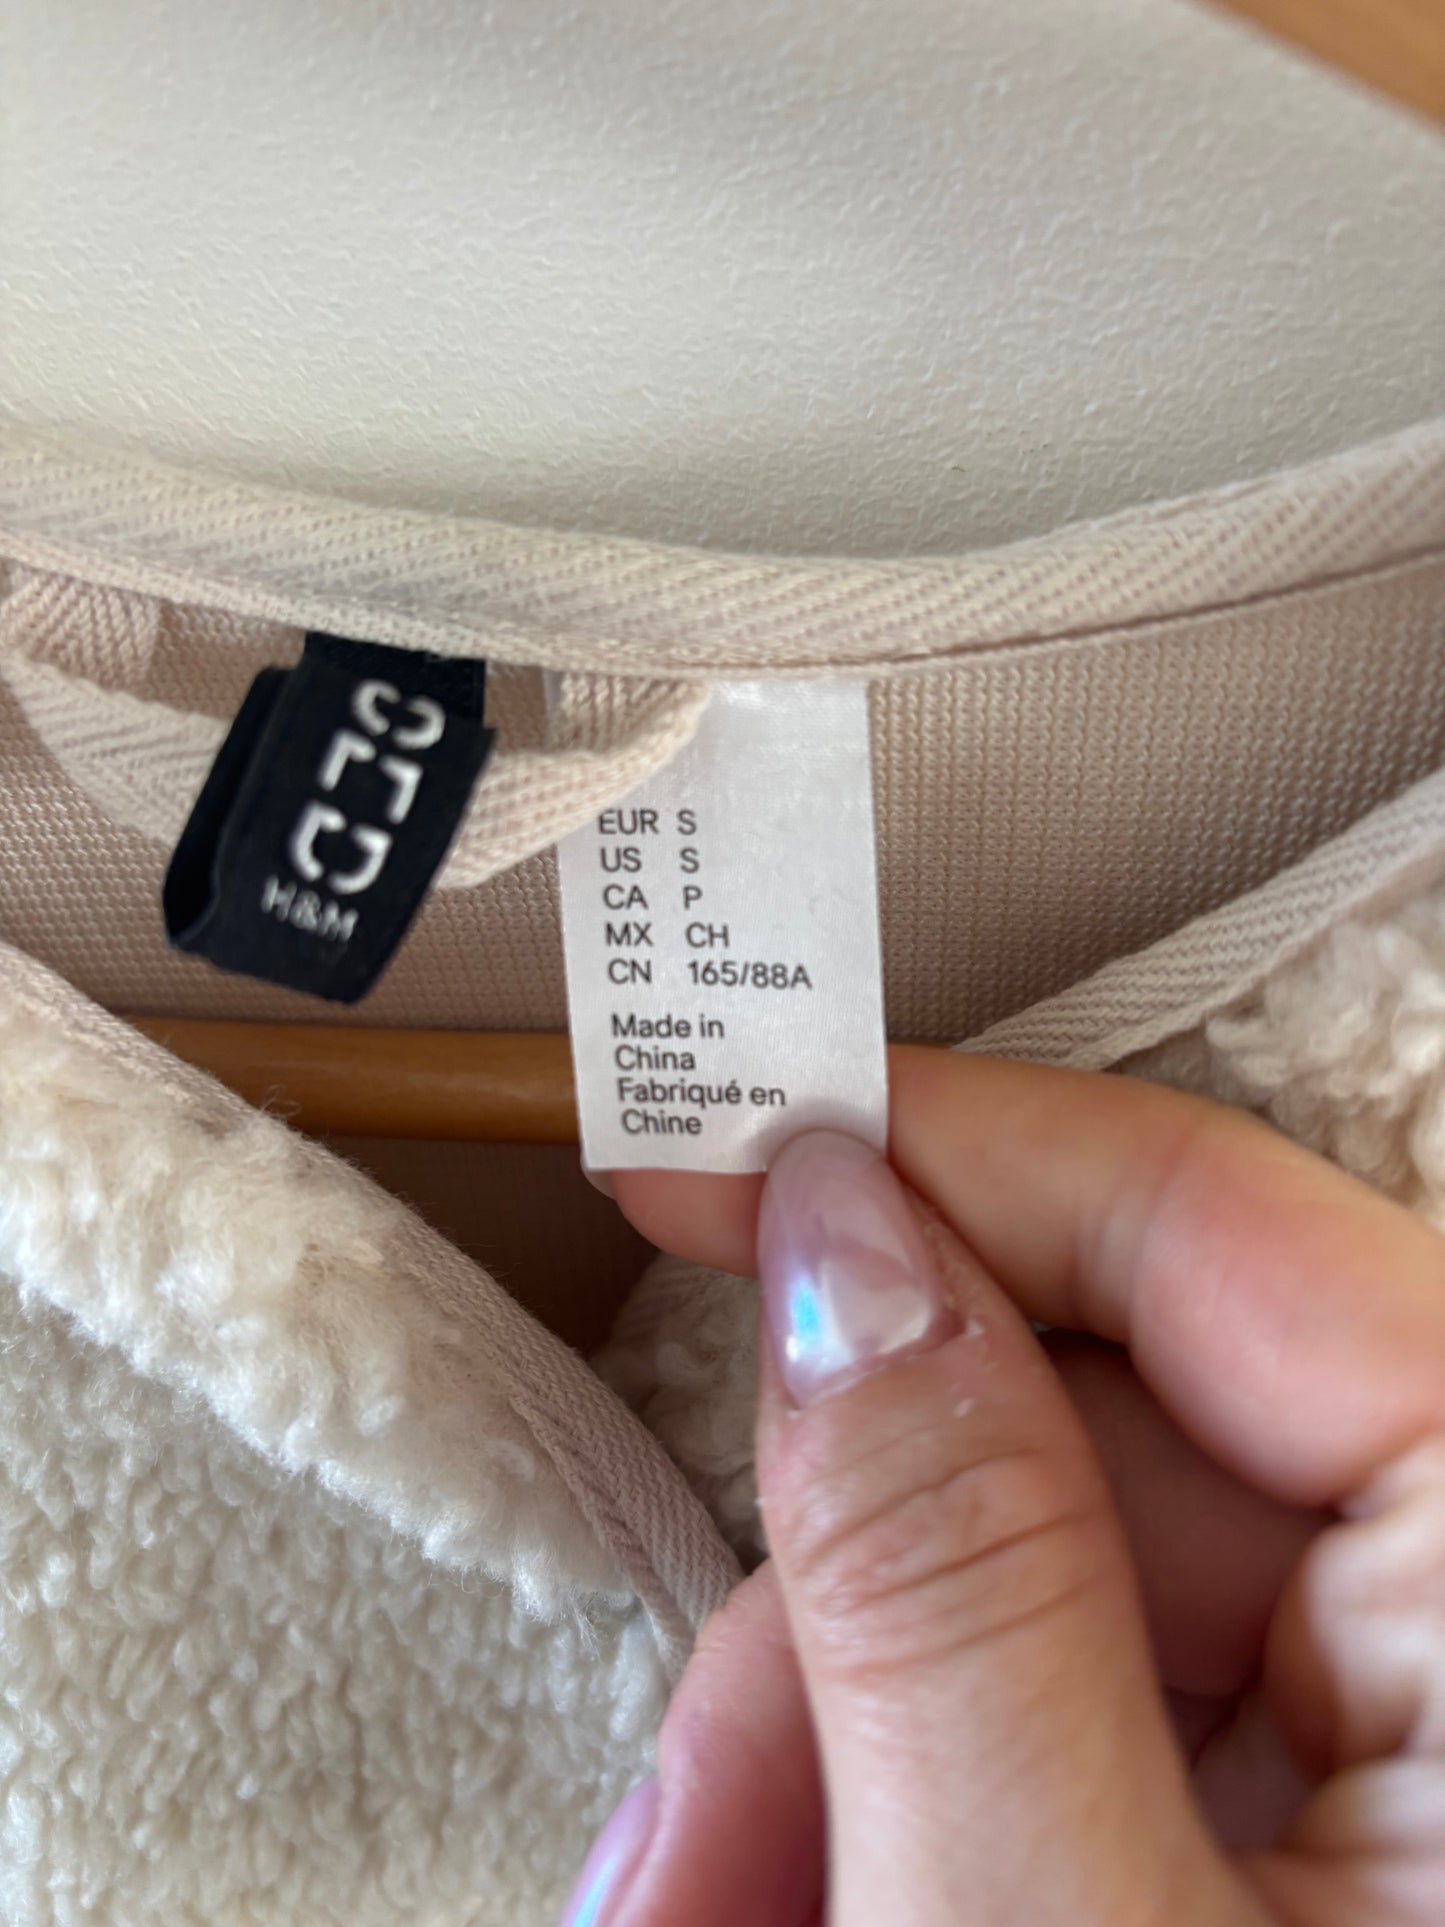 H&M
EUR S
US S
CA P
MX CH
CN 165/88A
Made in
China
Fabriqué en
Chine